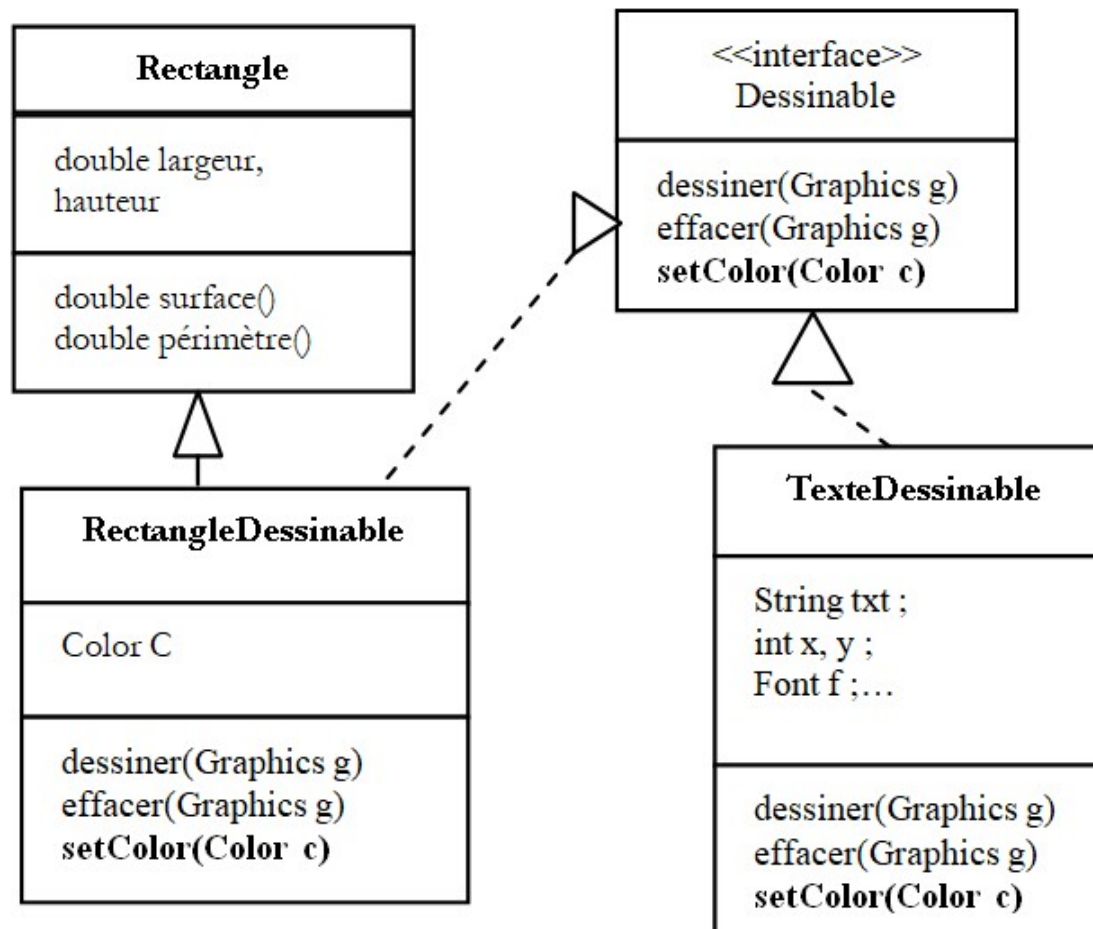 Rectangle
double largeur,
hauteur
double surface()
double périmètre()
<<interface>>
Dessinable
dessiner(Graphics g)
effacer(Graphics g)
setColor(Color c)
RectangleDessinable
Color C
dessiner(Graphics g)
effacer(Graphics g)
setColor(Color c)
TexteDessinable
String txt ;
int x, y ;
Font f ;…
dessiner(Graphics g)
effacer(Graphics g)
setColor(Color c)